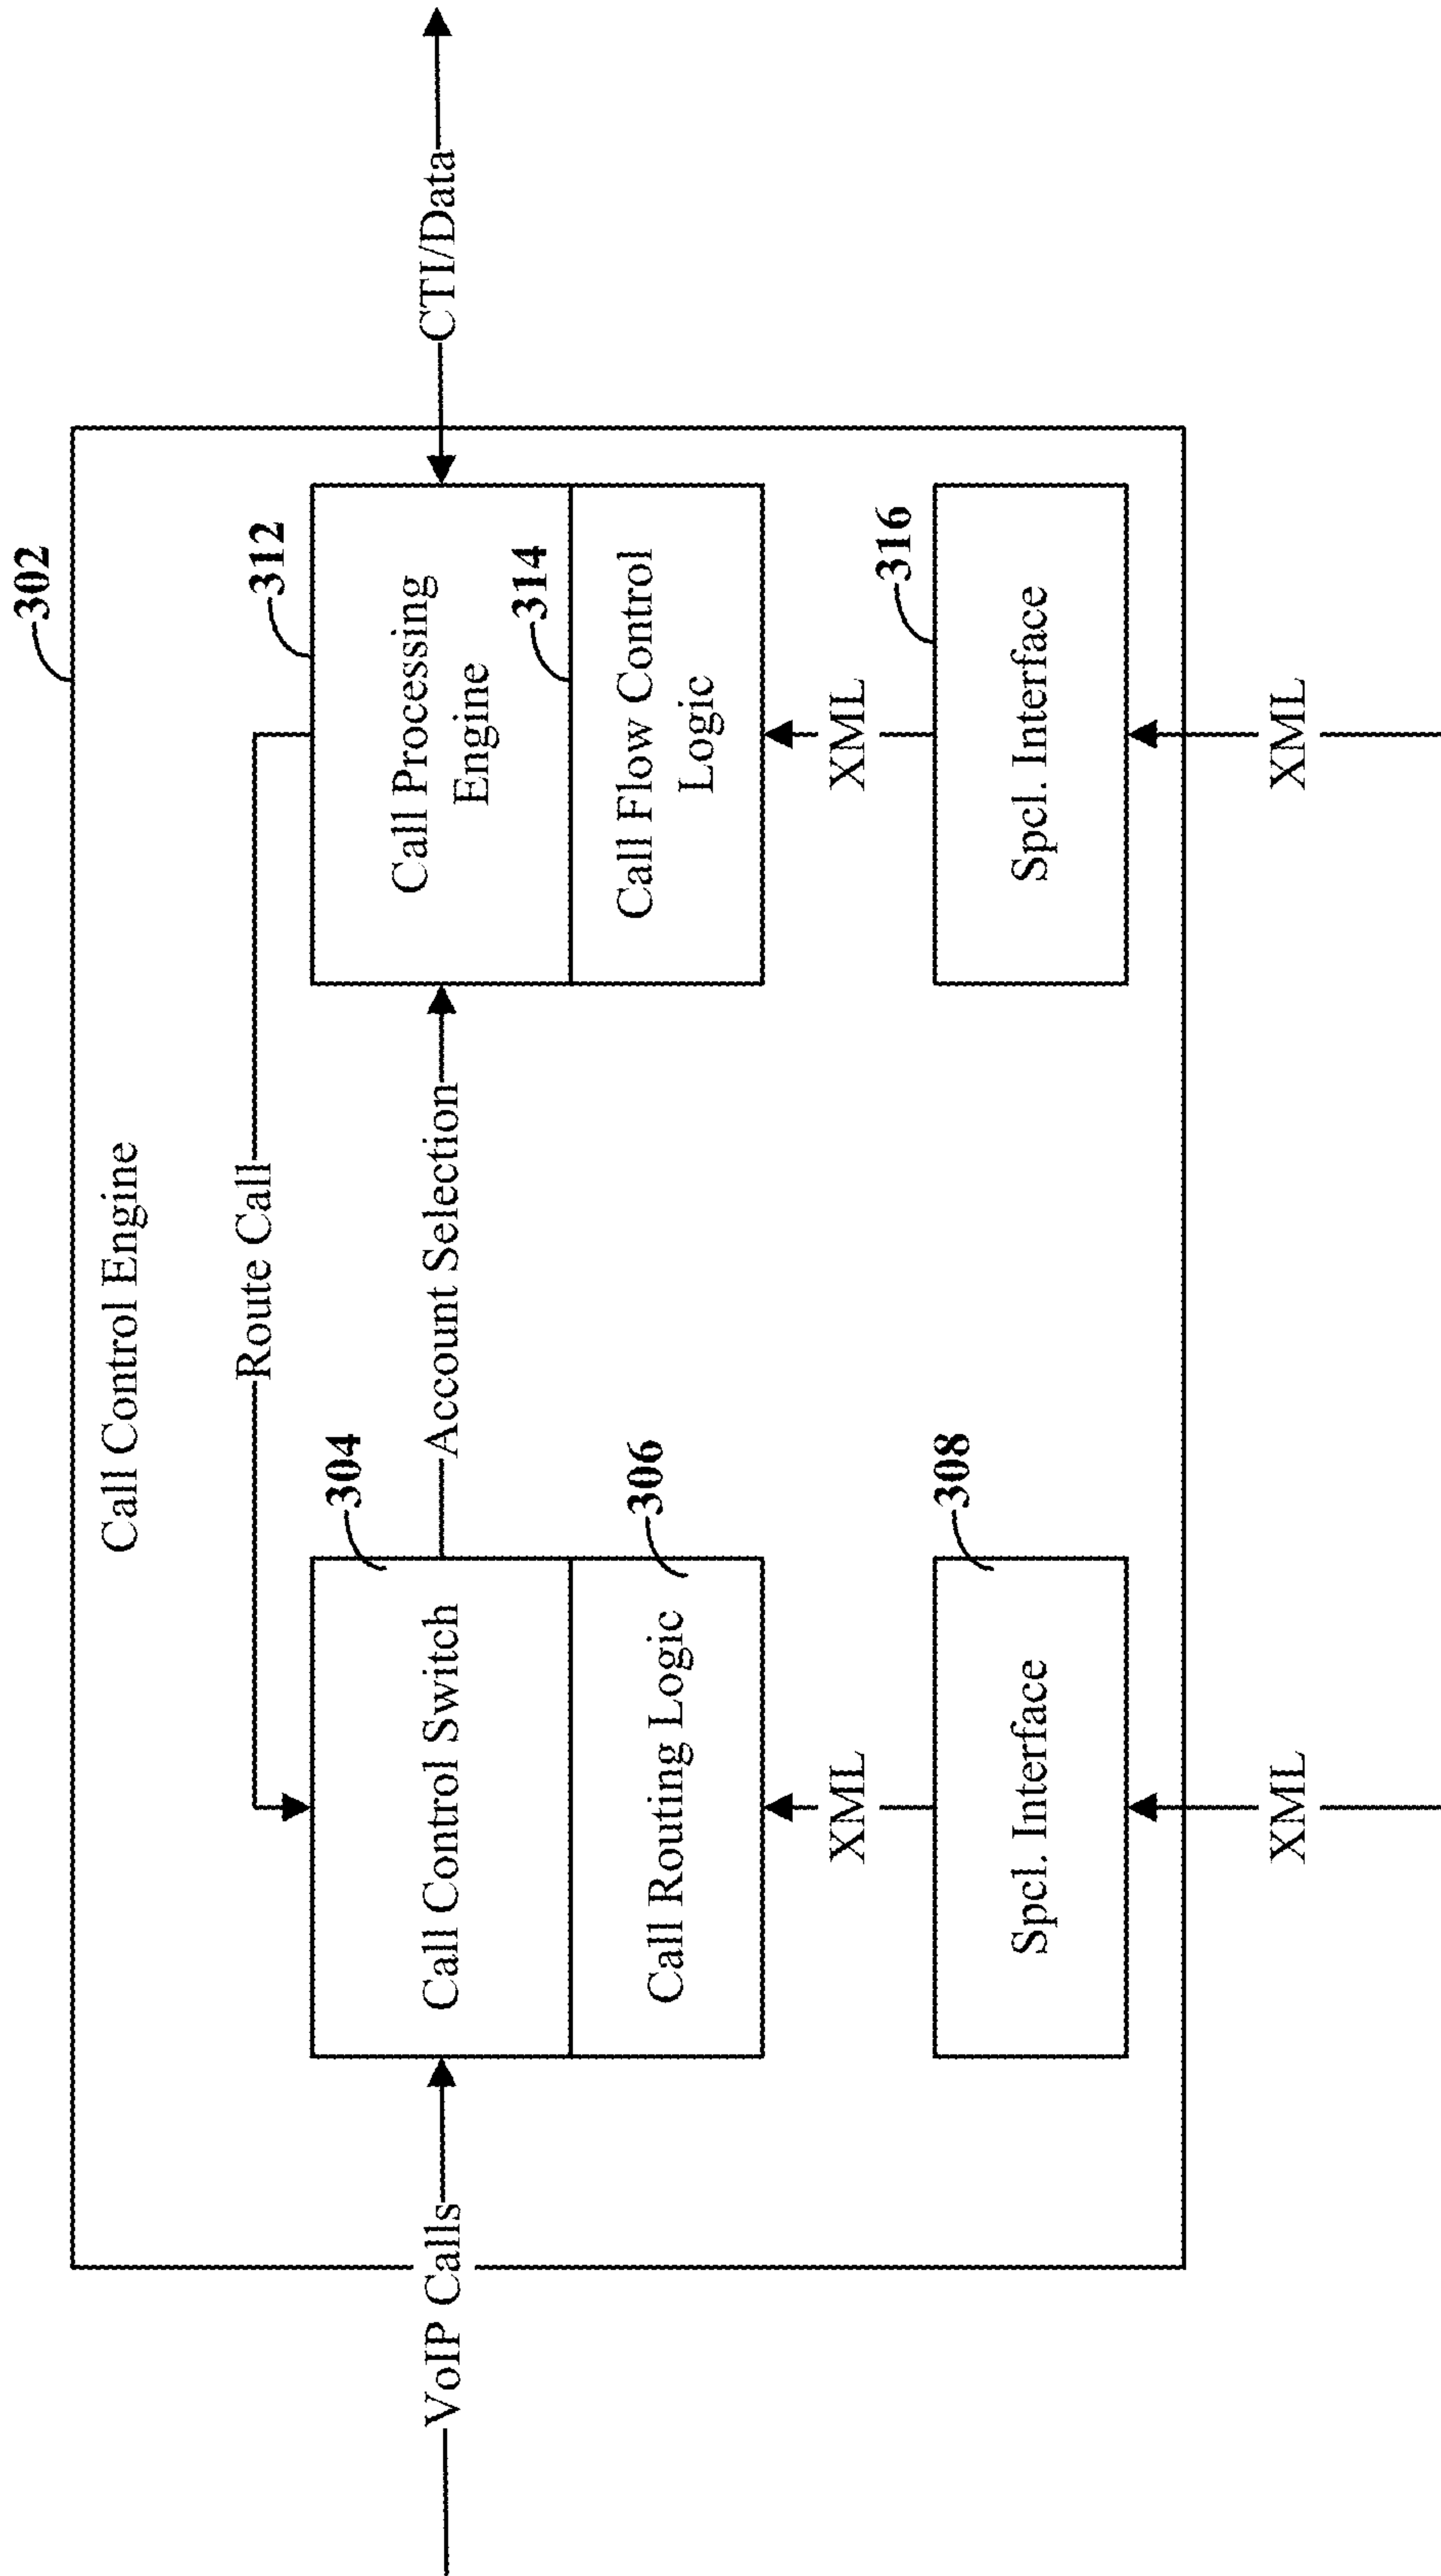 302
Call Control Engine
Route Call
312
304
VoIP Calls
Call Control Switch
Account Selection
Call Processing
Engine
CTI/Data
314
306
Call Routing Logic
Call Flow Control
Logic
XML
XML
308
316
Spcl. Interface
Spcl. Interface
XML
XML